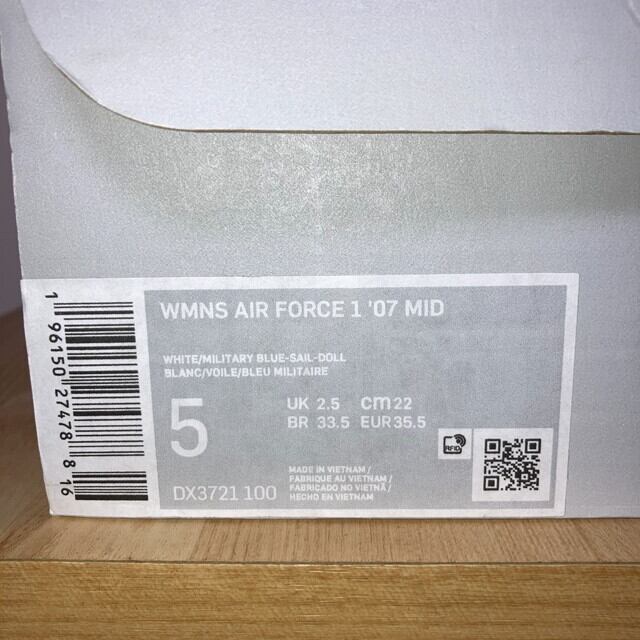 WMNS AIR FORCE 1 '07 MID
WHITE/MILITARY BLUE-SAIL-DOLL
BLANC/VOILE/BLEU MILITAIRE
5
UK 2.5 cm 22
BR 33.5 EUR 35.5
RFID
MADE IN VIETNAM /
FABRIQUE AU VIETNAM /
FABRICADO NO VIETNÃ /
HECHO EN VIETNAM
DX3721 100
1 96150 27478 8 16